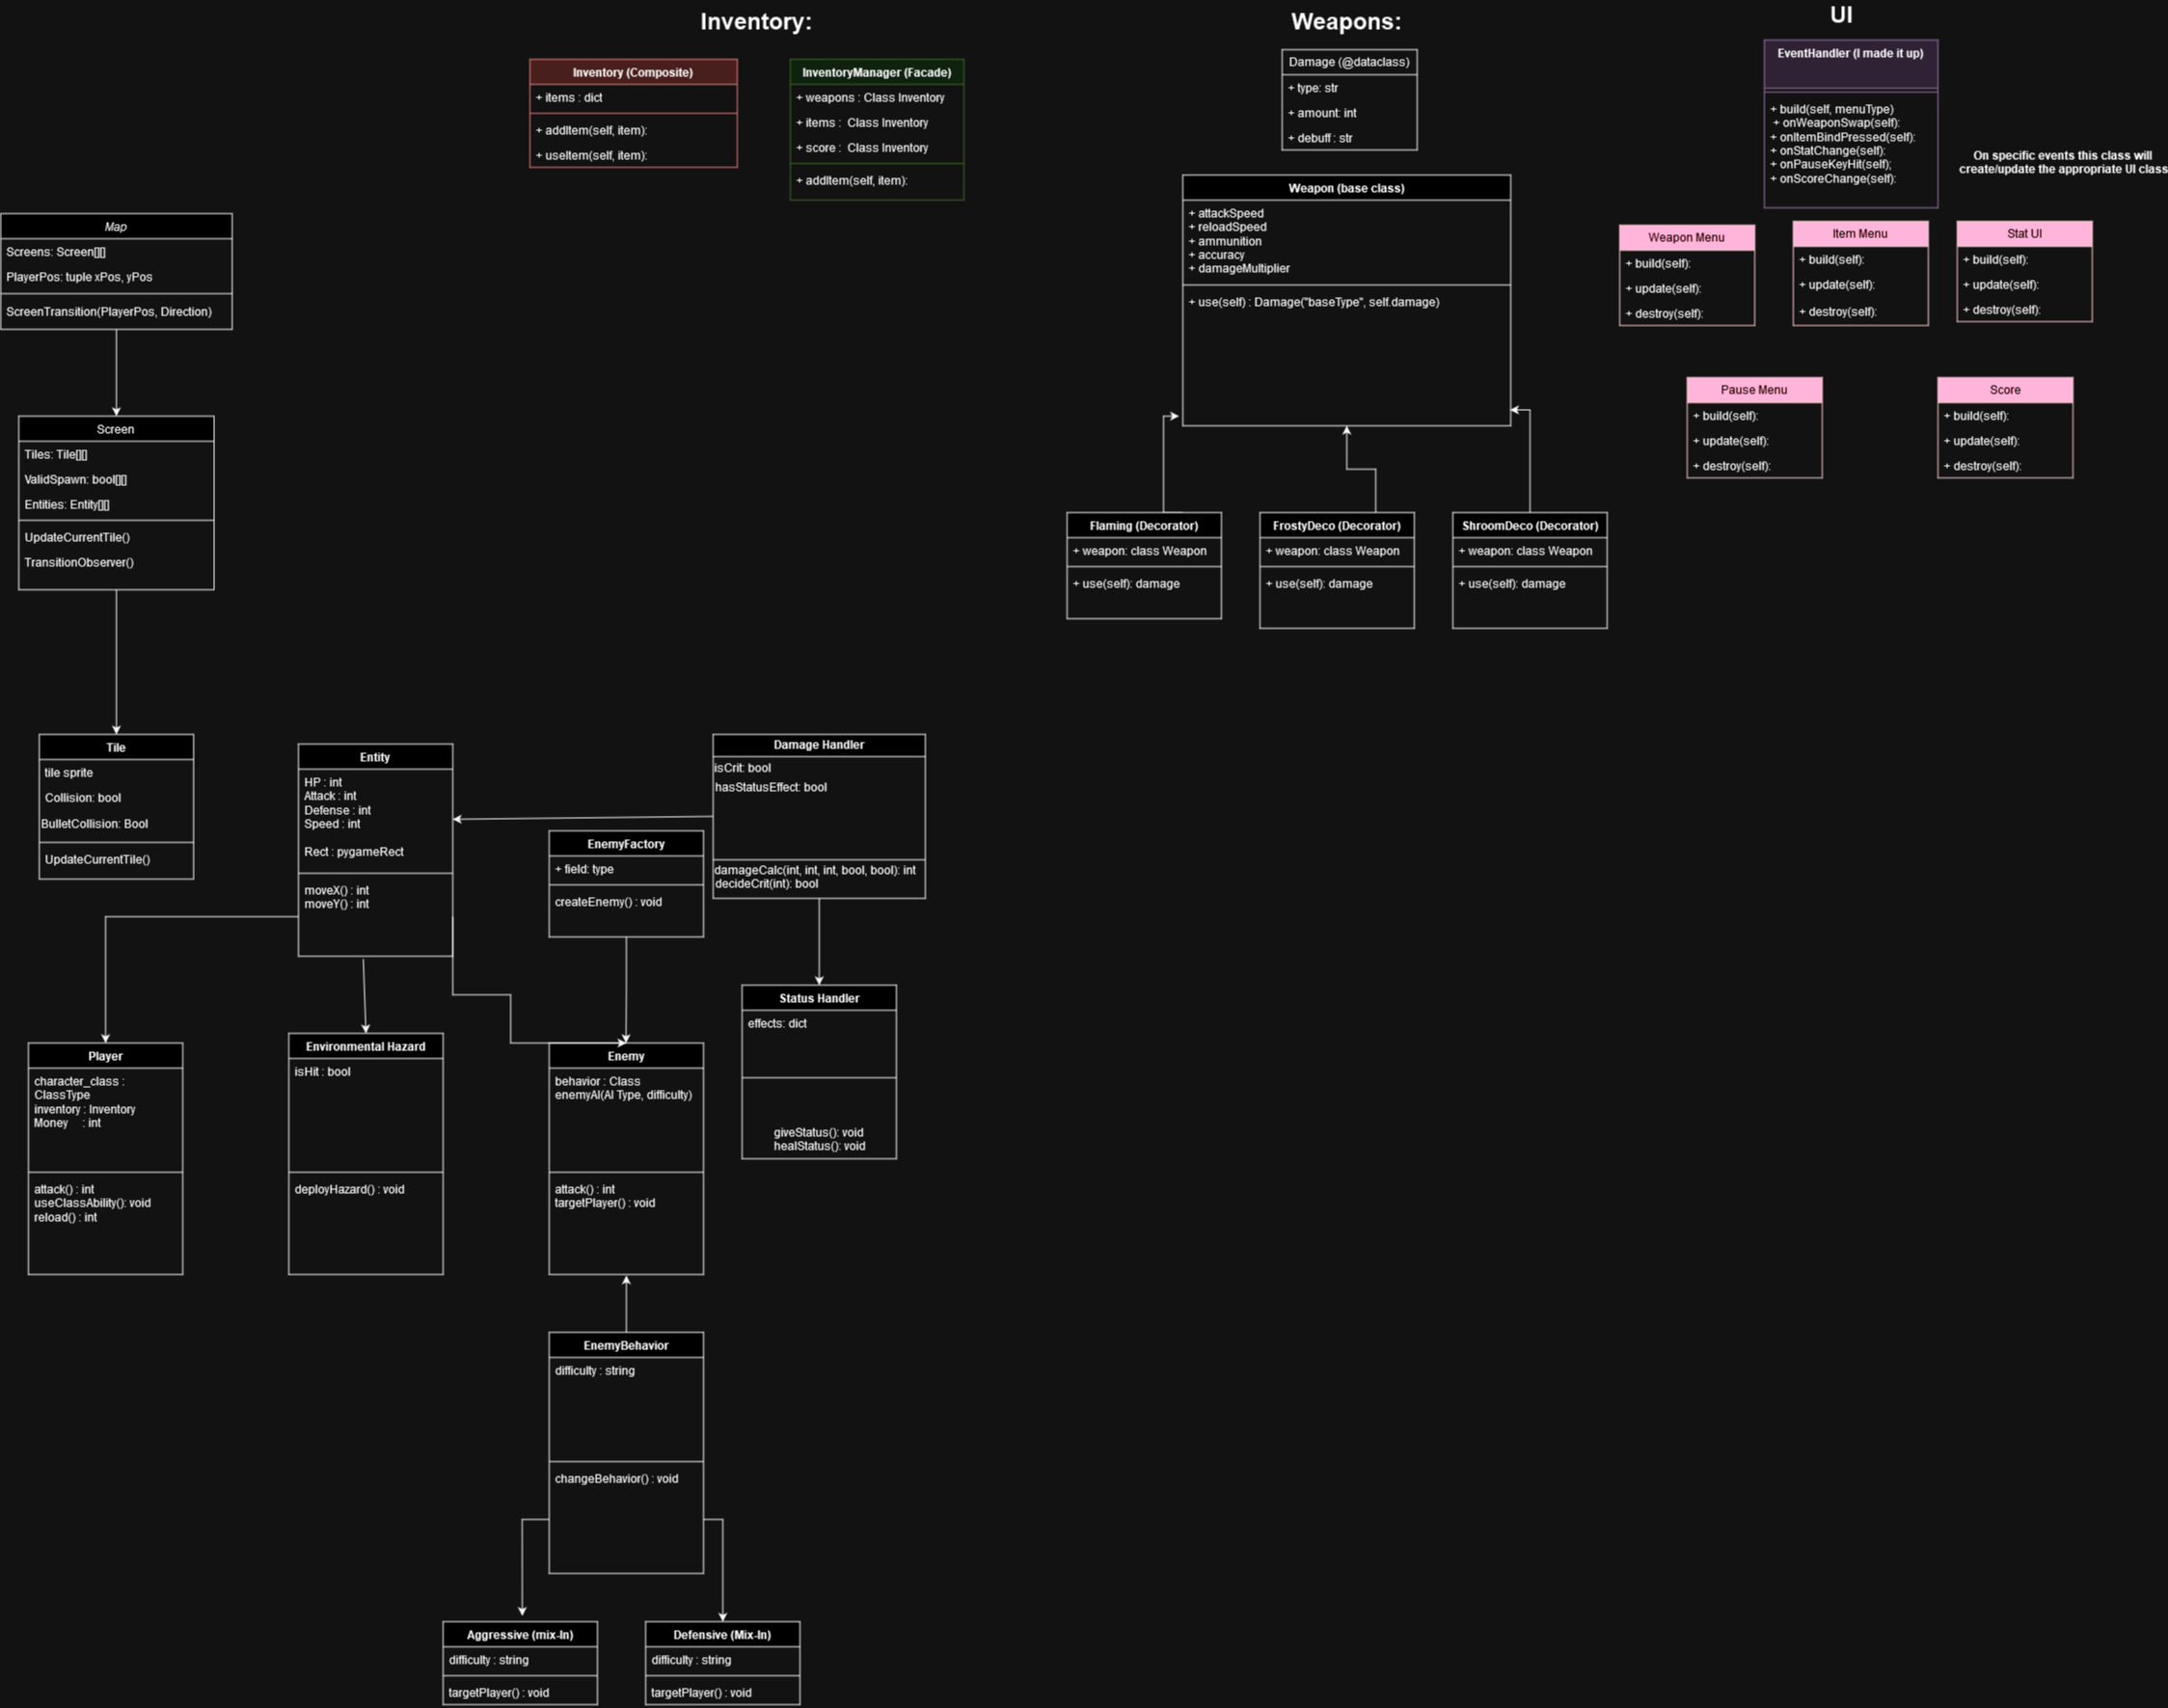 Inventory:
Inventory (Composite)
+ items : dict
+ addItem(self, item):
+ useItem(self, item):
InventoryManager (Facade)
+ weapons : Class Inventory
+ items :  Class Inventory
+ score :  Class Inventory
+ addItem(self, item):
Weapons:
Damage (@dataclass)
+ type: str
+ amount: int
+ debuff : str
Weapon (base class)
+ attackSpeed
+ reloadSpeed
+ ammunition
+ accuracy
+ damageMultiplier
+ use(self) : Damage("baseType", self.damage)
Flaming (Decorator)
+ weapon: class Weapon
+ use(self): damage
FrostyDeco (Decorator)
+ weapon: class Weapon
+ use(self): damage
ShroomDeco (Decorator)
+ weapon: class Weapon
+ use(self): damage
UI
EventHandler (I made it up)
+ build(self, menuType)
+ onWeaponSwap(self):
+ onItemBindPressed(self):
+ onStatChange(self):
+ onPauseKeyHit(self);
+ onScoreChange(self):
On specific events this class will
create/update the appropriate UI class
Weapon Menu
+ build(self):
+ update(self):
+ destroy(self):
Item Menu
+ build(self):
+ update(self):
+ destroy(self):
Stat UI
+ build(self):
+ update(self):
+ destroy(self):
Pause Menu
+ build(self):
+ update(self):
+ destroy(self):
Score
+ build(self):
+ update(self):
+ destroy(self):
Map
Screens: Screen[][]
PlayerPos: tuple xPos, yPos
ScreenTransition(PlayerPos, Direction)
Screen
Tiles: Tile[][]
ValidSpawn: bool[][]
Entities: Entity[][]
UpdateCurrentTile()
TransitionObserver()
Tile
tile sprite
Collision: bool
BulletCollision: Bool
UpdateCurrentTile()
Entity
HP : int
Attack : int
Defense : int
Speed : int
Rect : pygameRect
moveX() : int
moveY() : int
EnemyFactory
+ field: type
createEnemy() : void
Damage Handler
isCrit: bool
hasStatusEffect: bool
damageCalc(int, int, int, bool, bool): int
decideCrit(int): bool
Status Handler
effects: dict
giveStatus(): void
healStatus(): void
Player
character_class :
ClassType
inventory : Inventory
Money    : int
attack() : int
useClassAbility(): void
reload() : int
Environmental Hazard
isHit : bool
deployHazard() : void
Enemy
behavior : Class
enemyAI(AI Type, difficulty)
attack() : int
targetPlayer() : void
EnemyBehavior
difficulty : string
changeBehavior() : void
Aggressive (mix-In)
difficulty : string
targetPlayer() : void
Defensive (Mix-In)
difficulty : string
targetPlayer() : void